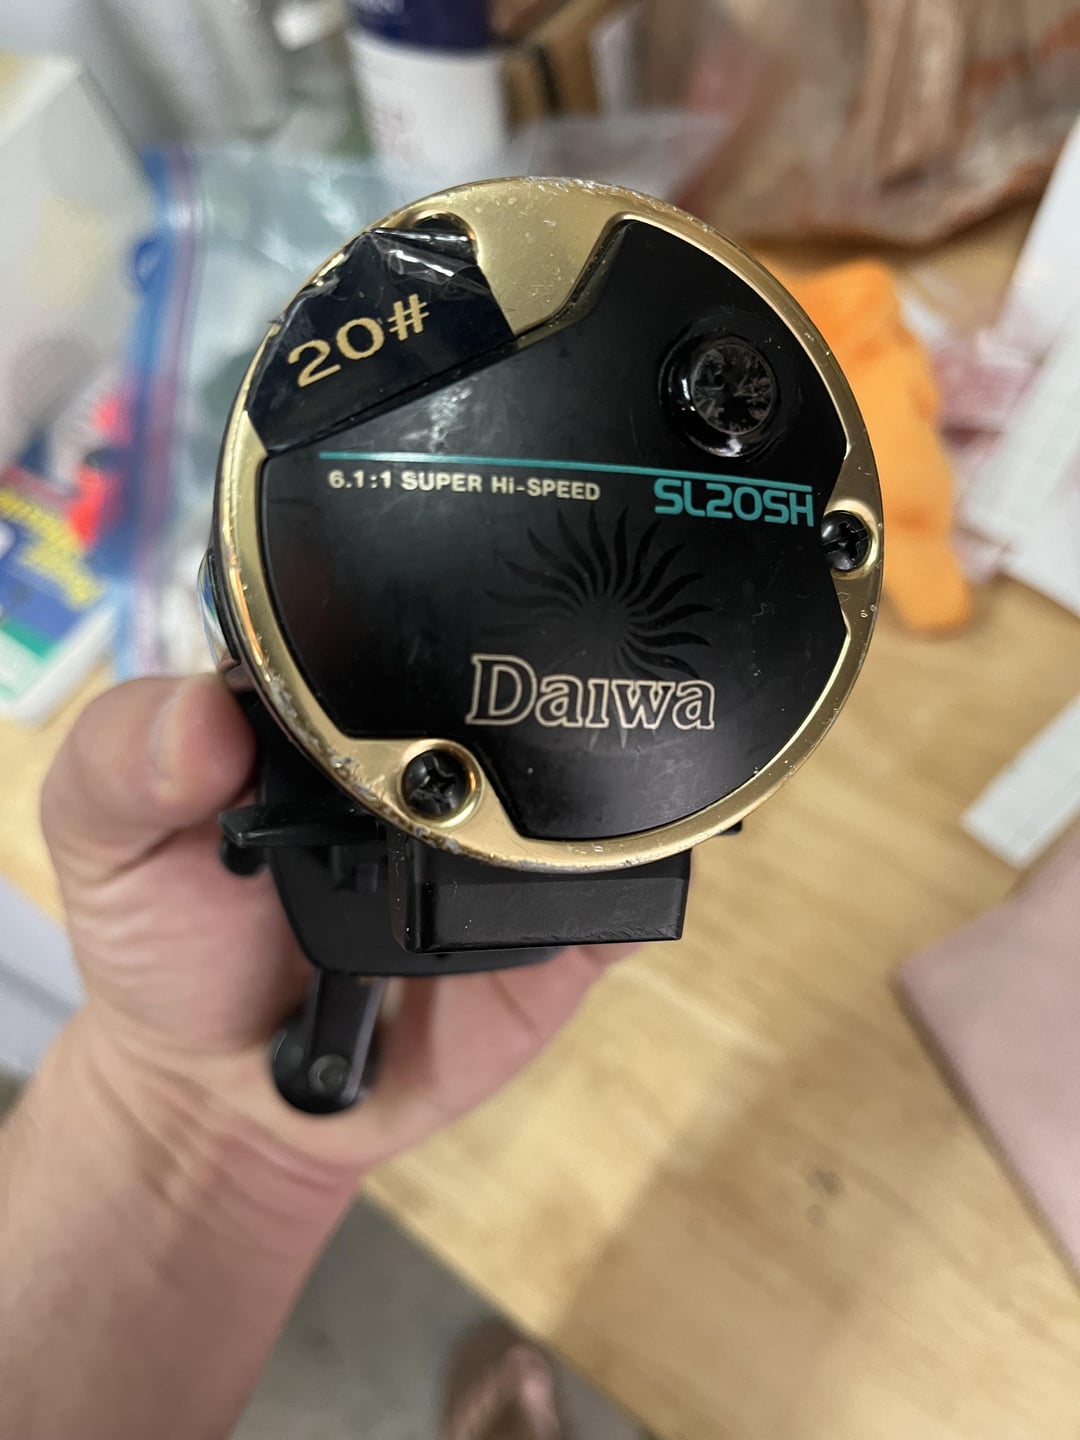 20#
6.1:1 SUPER Hi-SPEED
SL20SH
Daiwa